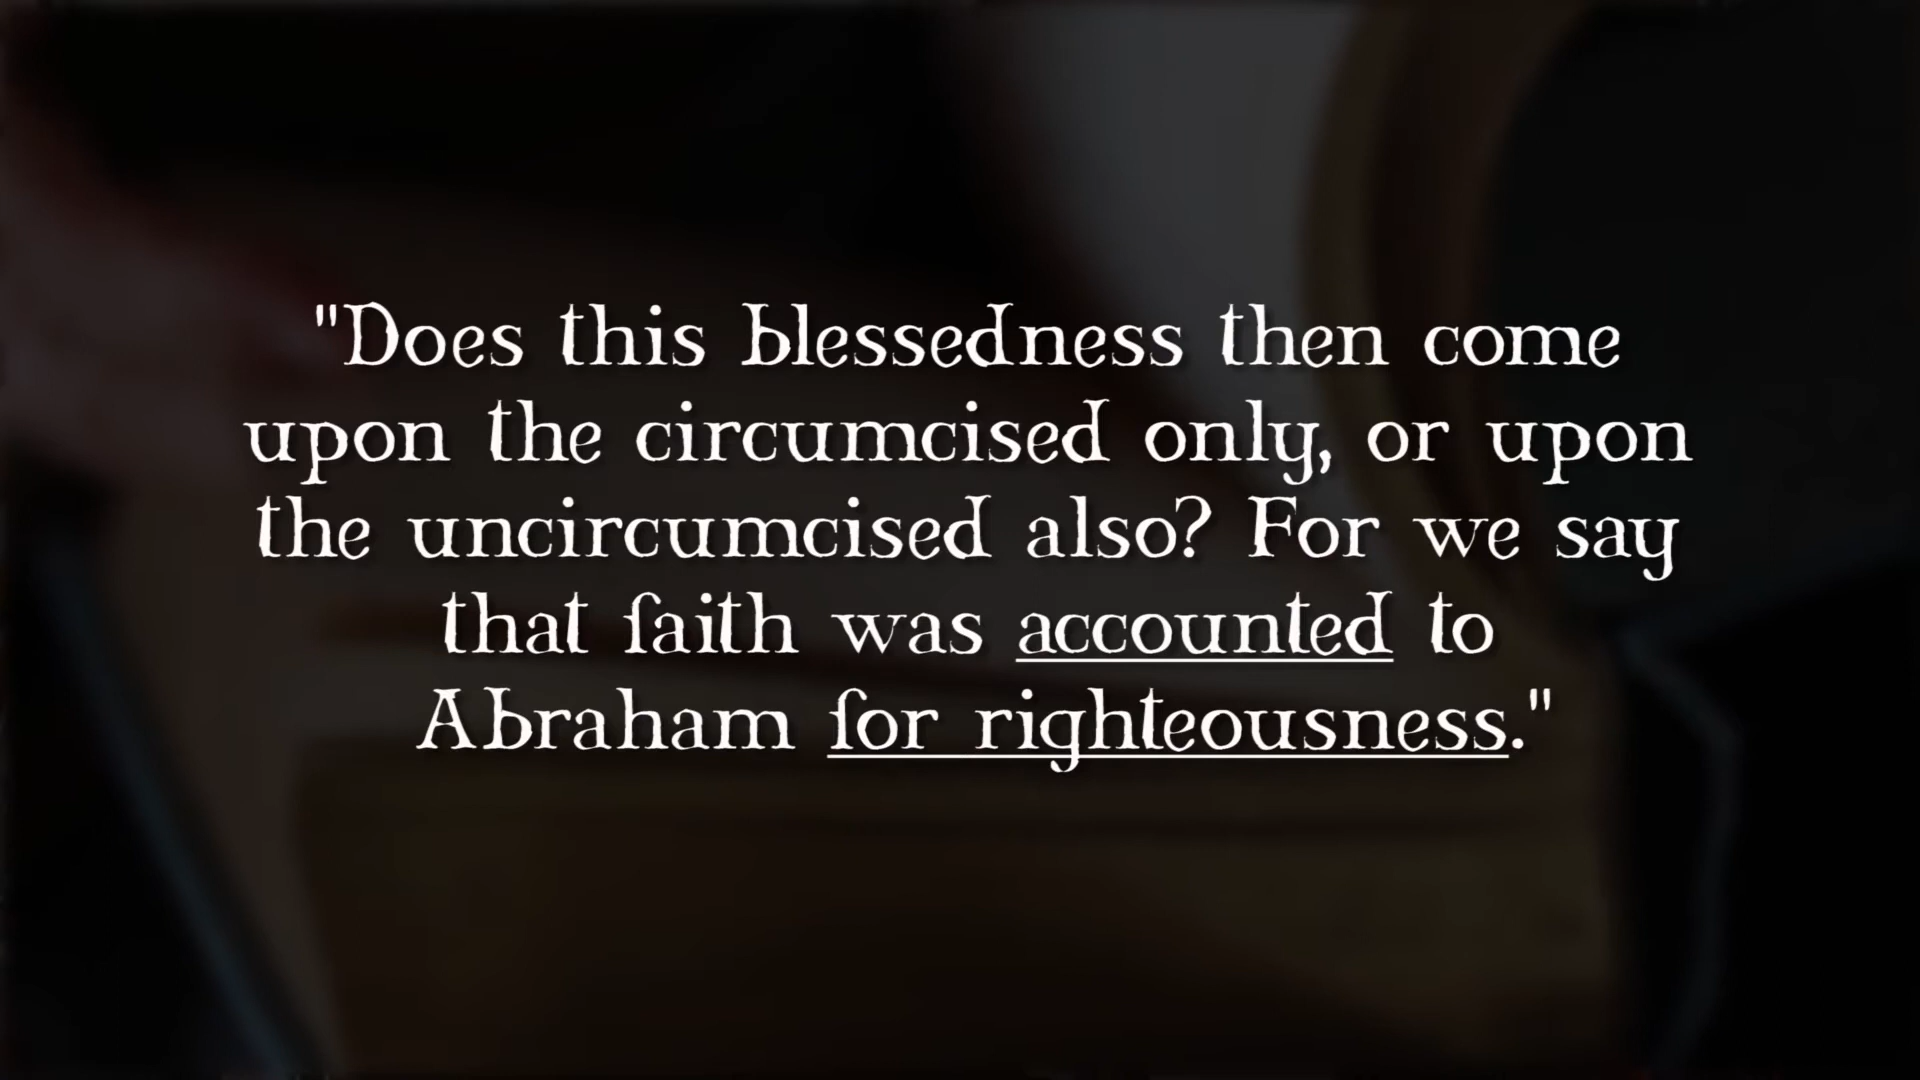 "Does this blessedness then come
upon the circumcised only, or upon
the uncircumcised also? For we say
that faith was accounted to
Abraham for righteousness."